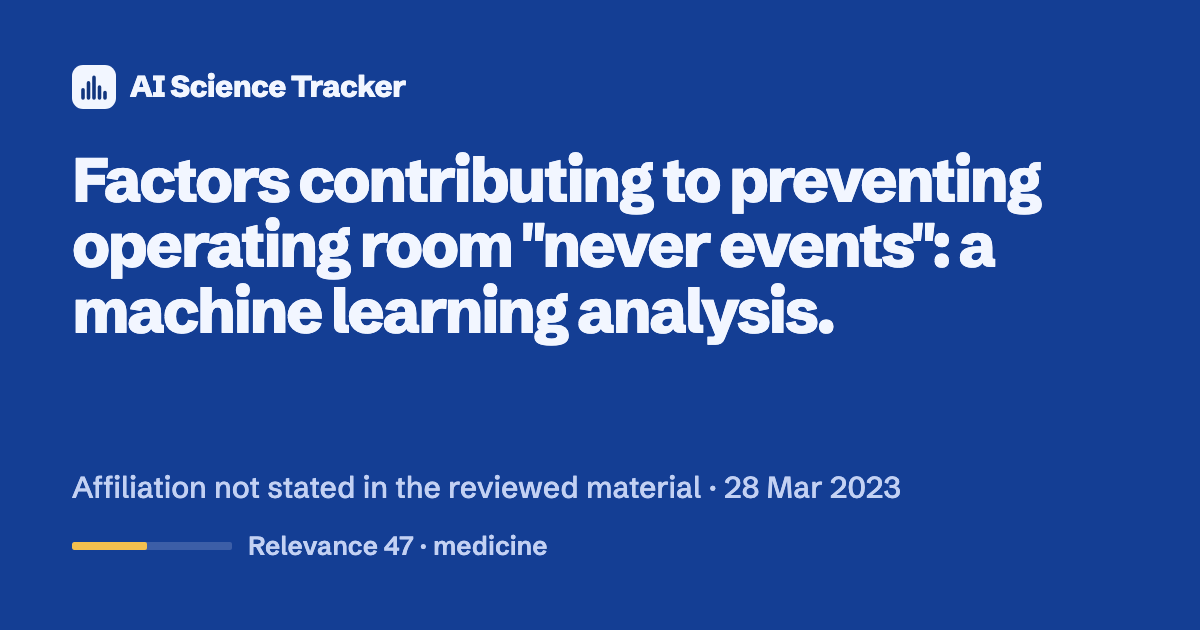 AI Science Tracker
Factors contributing to preventing
operating room "never events": a
machine learning analysis.
Affiliation not stated in the reviewed material · 28 Mar 2023
Relevance 47 · medicine